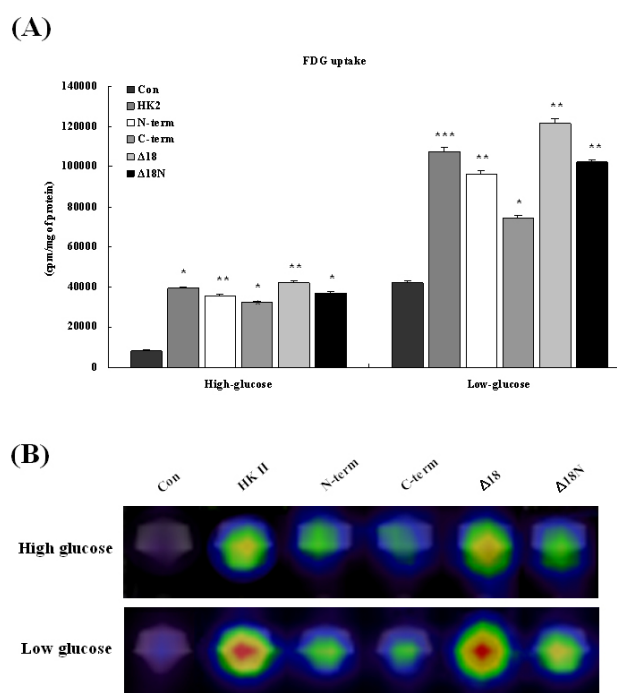 (A)
FDG uptake
(cpm/mg of protein)
140000
120000
100000
80000
60000
40000
20000
0
Con
HK2
N-term
C-term
Δ18
Δ18N
* ** * ** *
*** ** * ** **
High-glucose Low-glucose
(B)
Con HK II N-term C-term Δ18 Δ18N
High glucose
Low glucose